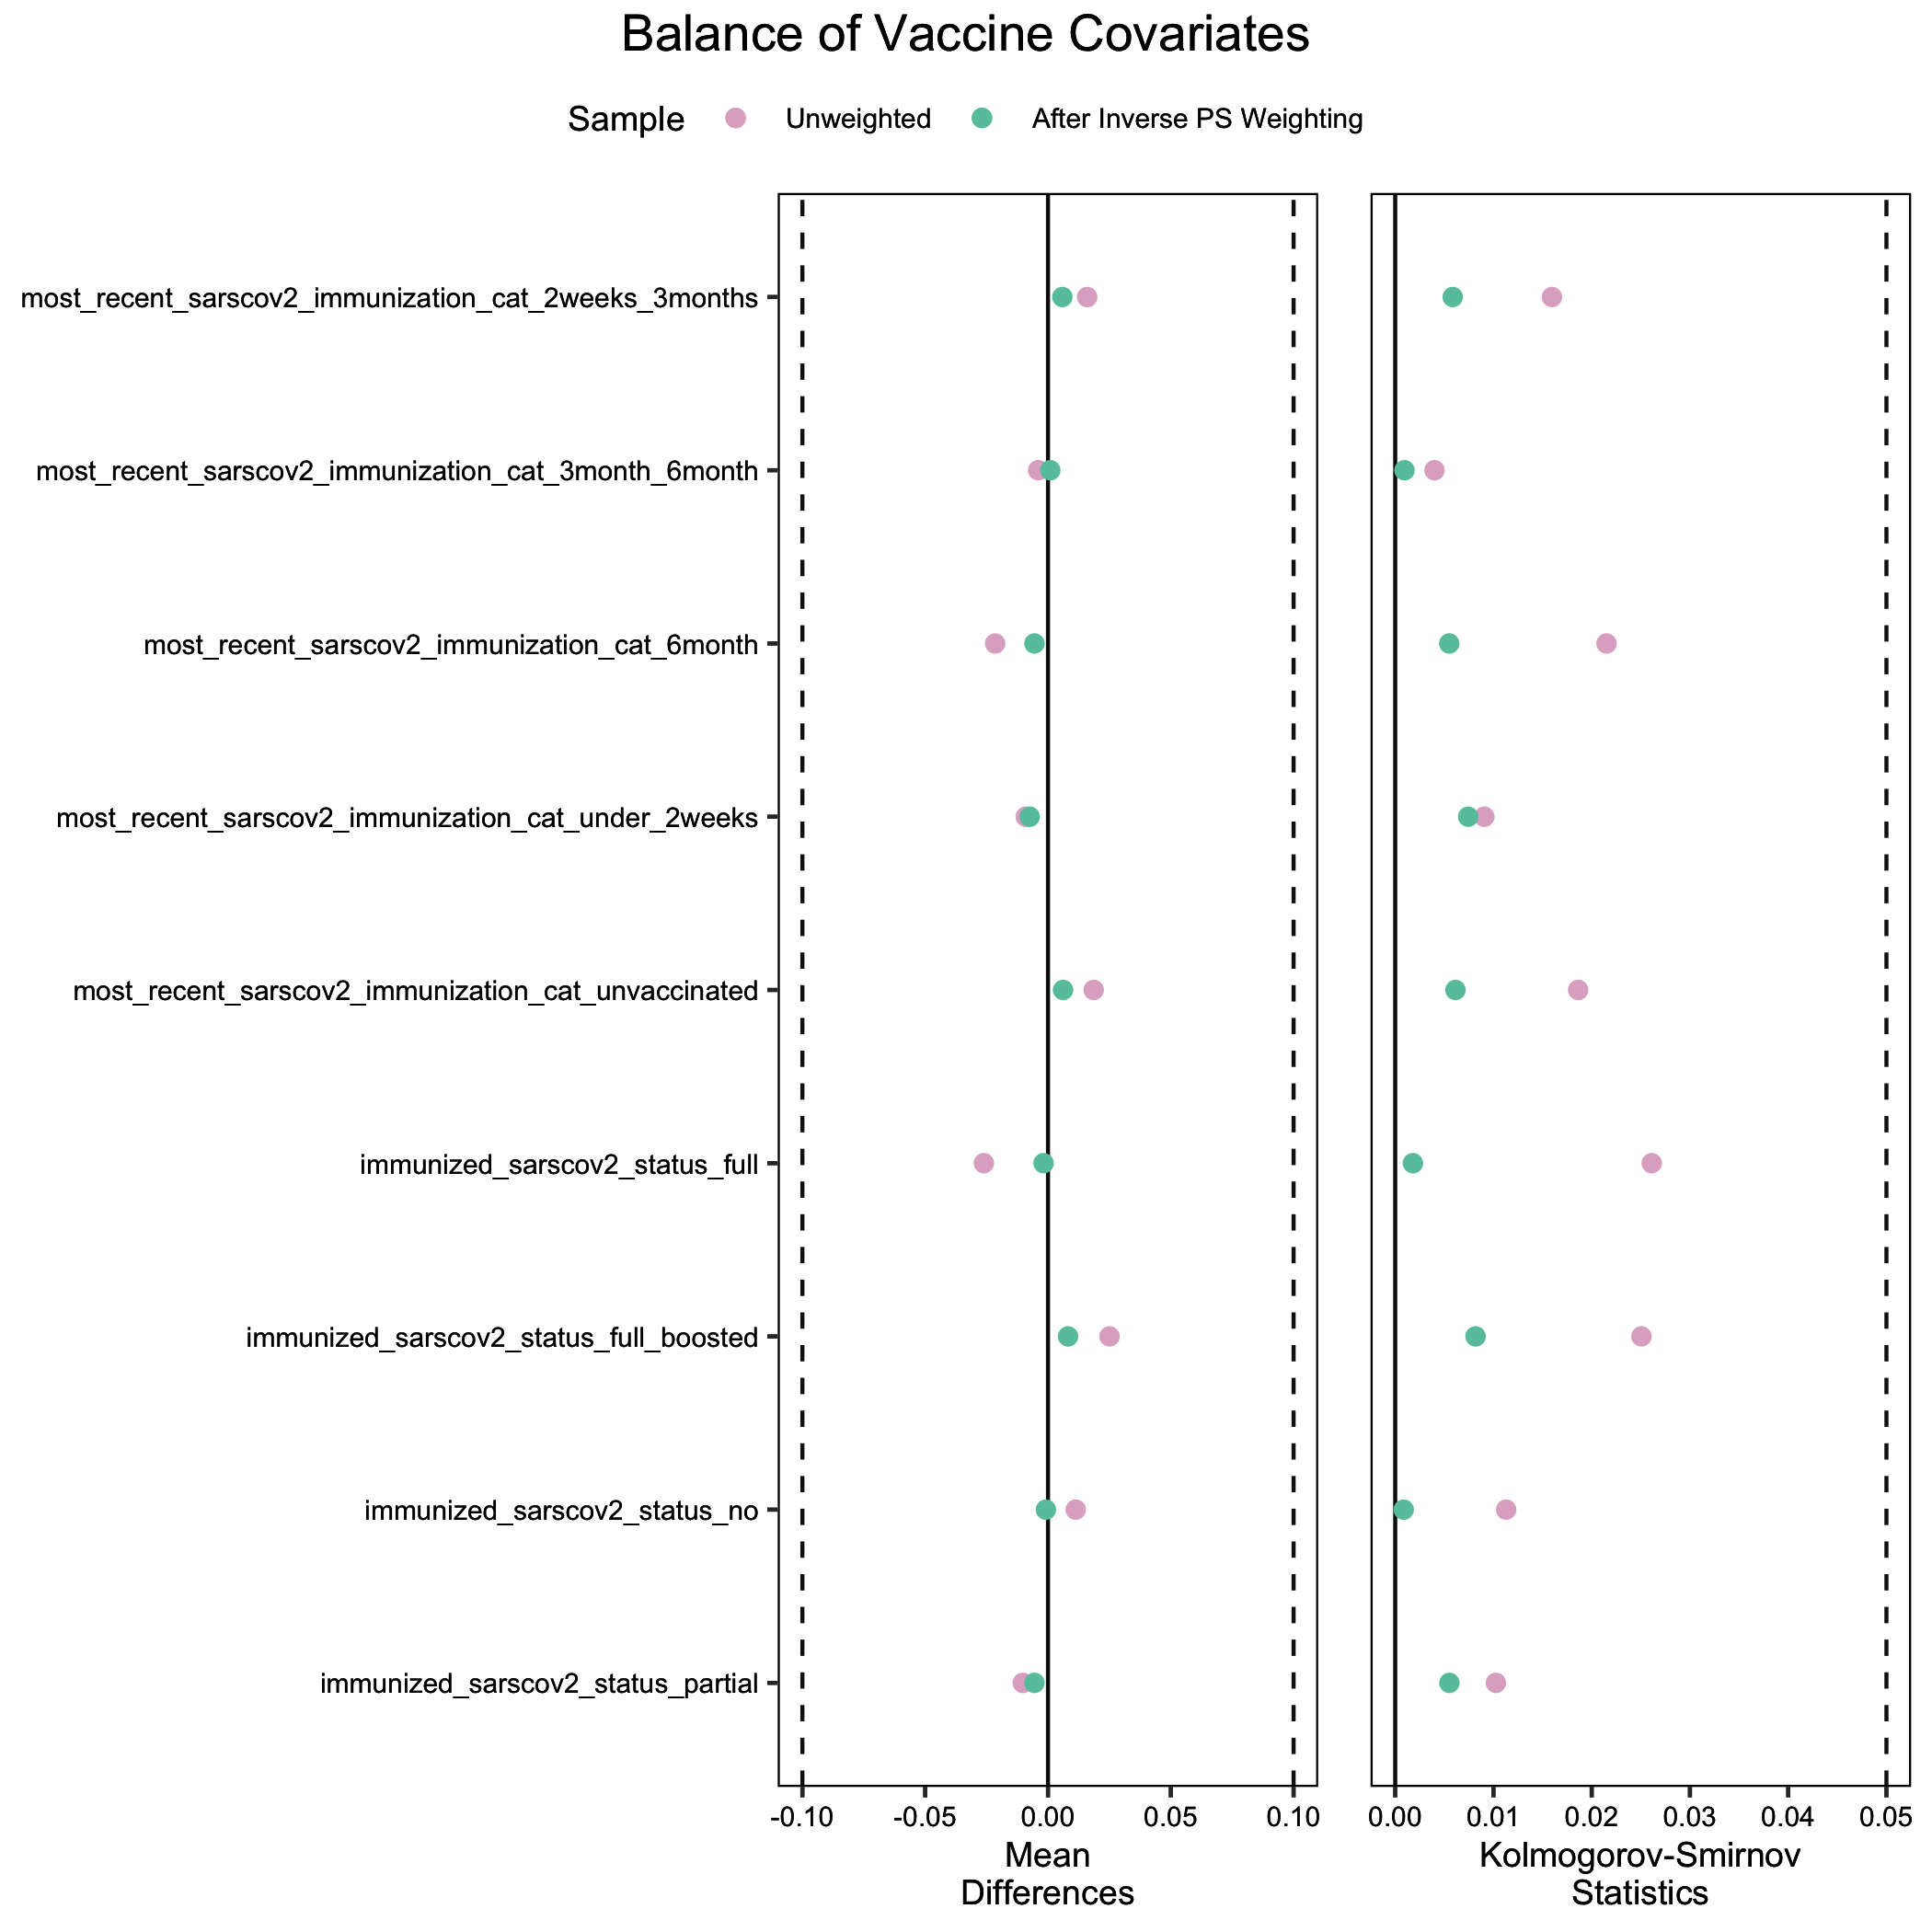 Balance of Vaccine Covariates
Sample Unweighted After Inverse PS Weighting
most_recent_sarscov2_immunization_cat_2weeks_3months
most_recent_sarscov2_immunization_cat_3month_6month
most_recent_sarscov2_immunization_cat_6month
most_recent_sarscov2_immunization_cat_under_2weeks
most_recent_sarscov2_immunization_cat_unvaccinated
immunized_sarscov2_status_full
immunized_sarscov2_status_full_boosted
immunized_sarscov2_status_no
immunized_sarscov2_status_partial
-0.10 -0.05 0.00 0.05 0.10 0.00 0.01 0.02 0.03 0.04 0.05
Mean
Differences
Kolmogorov-Smirnov
Statistics